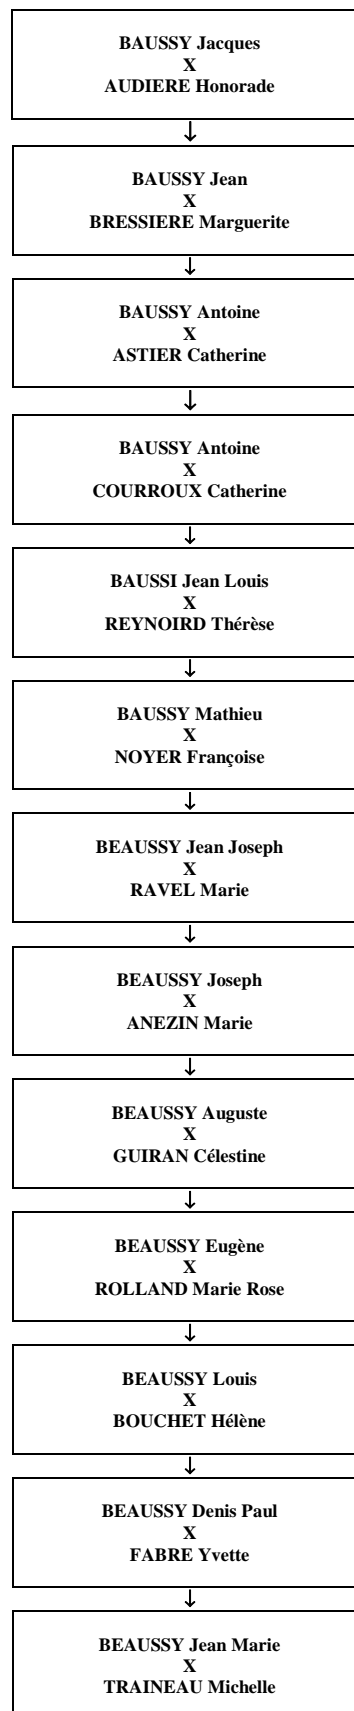 BAUSSY Jacques
X
AUDIERE Honorade
↓
BAUSSY Jean
X
BRESSIERE Marguerite
↓
BAUSSY Antoine
X
ASTIER Catherine
↓
BAUSSY Antoine
X
COURROUX Catherine
↓
BAUSSI Jean Louis
X
REYNOIRD Thérèse
↓
BAUSSY Mathieu
X
NOYER Françoise
↓
BEAUSSY Jean Joseph
X
RAVEL Marie
↓
BEAUSSY Joseph
X
ANEZIN Marie
↓
BEAUSSY Auguste
X
GUIRAN Célestine
↓
BEAUSSY Eugène
X
ROLLAND Marie Rose
↓
BEAUSSY Louis
X
BOUCHET Hélène
↓
BEAUSSY Denis Paul
X
FABRE Yvette
↓
BEAUSSY Jean Marie
X
TRAINEAU Michelle